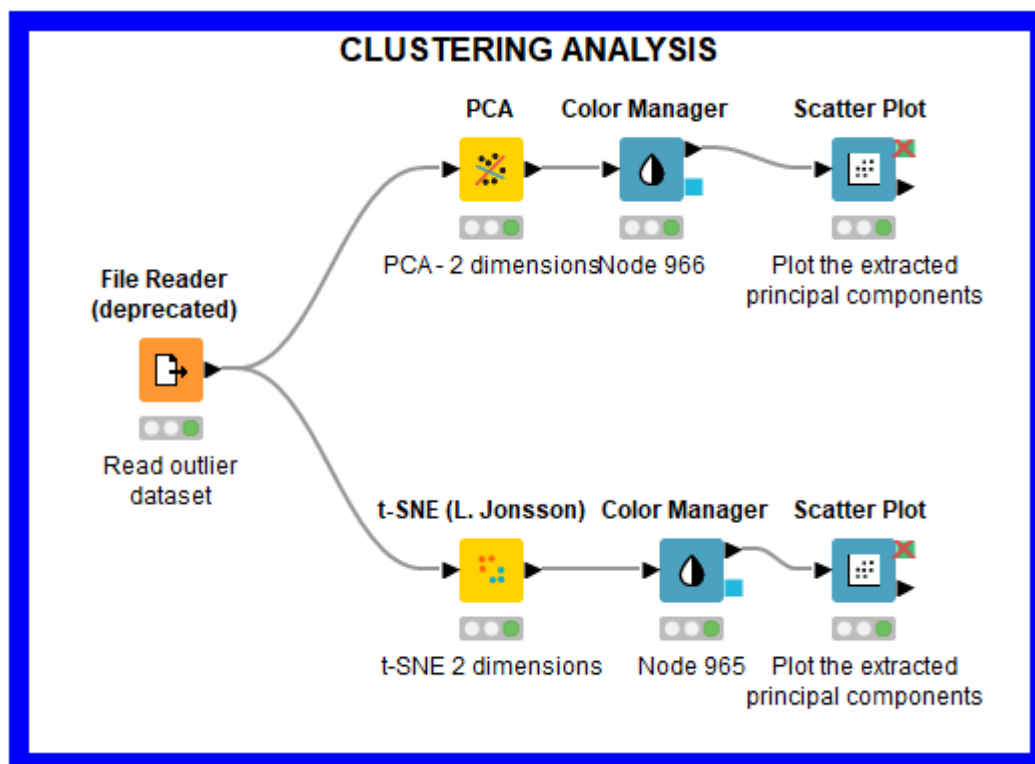 CLUSTERING ANALYSIS
PCA
Color Manager
Scatter Plot
PCA - 2 dimensions
Node 966
Plot the extracted
principal components
File Reader
(deprecated)
Read outlier
dataset
t-SNE (L. Jonsson)
Color Manager
Scatter Plot
t-SNE 2 dimensions
Node 965
Plot the extracted
principal components